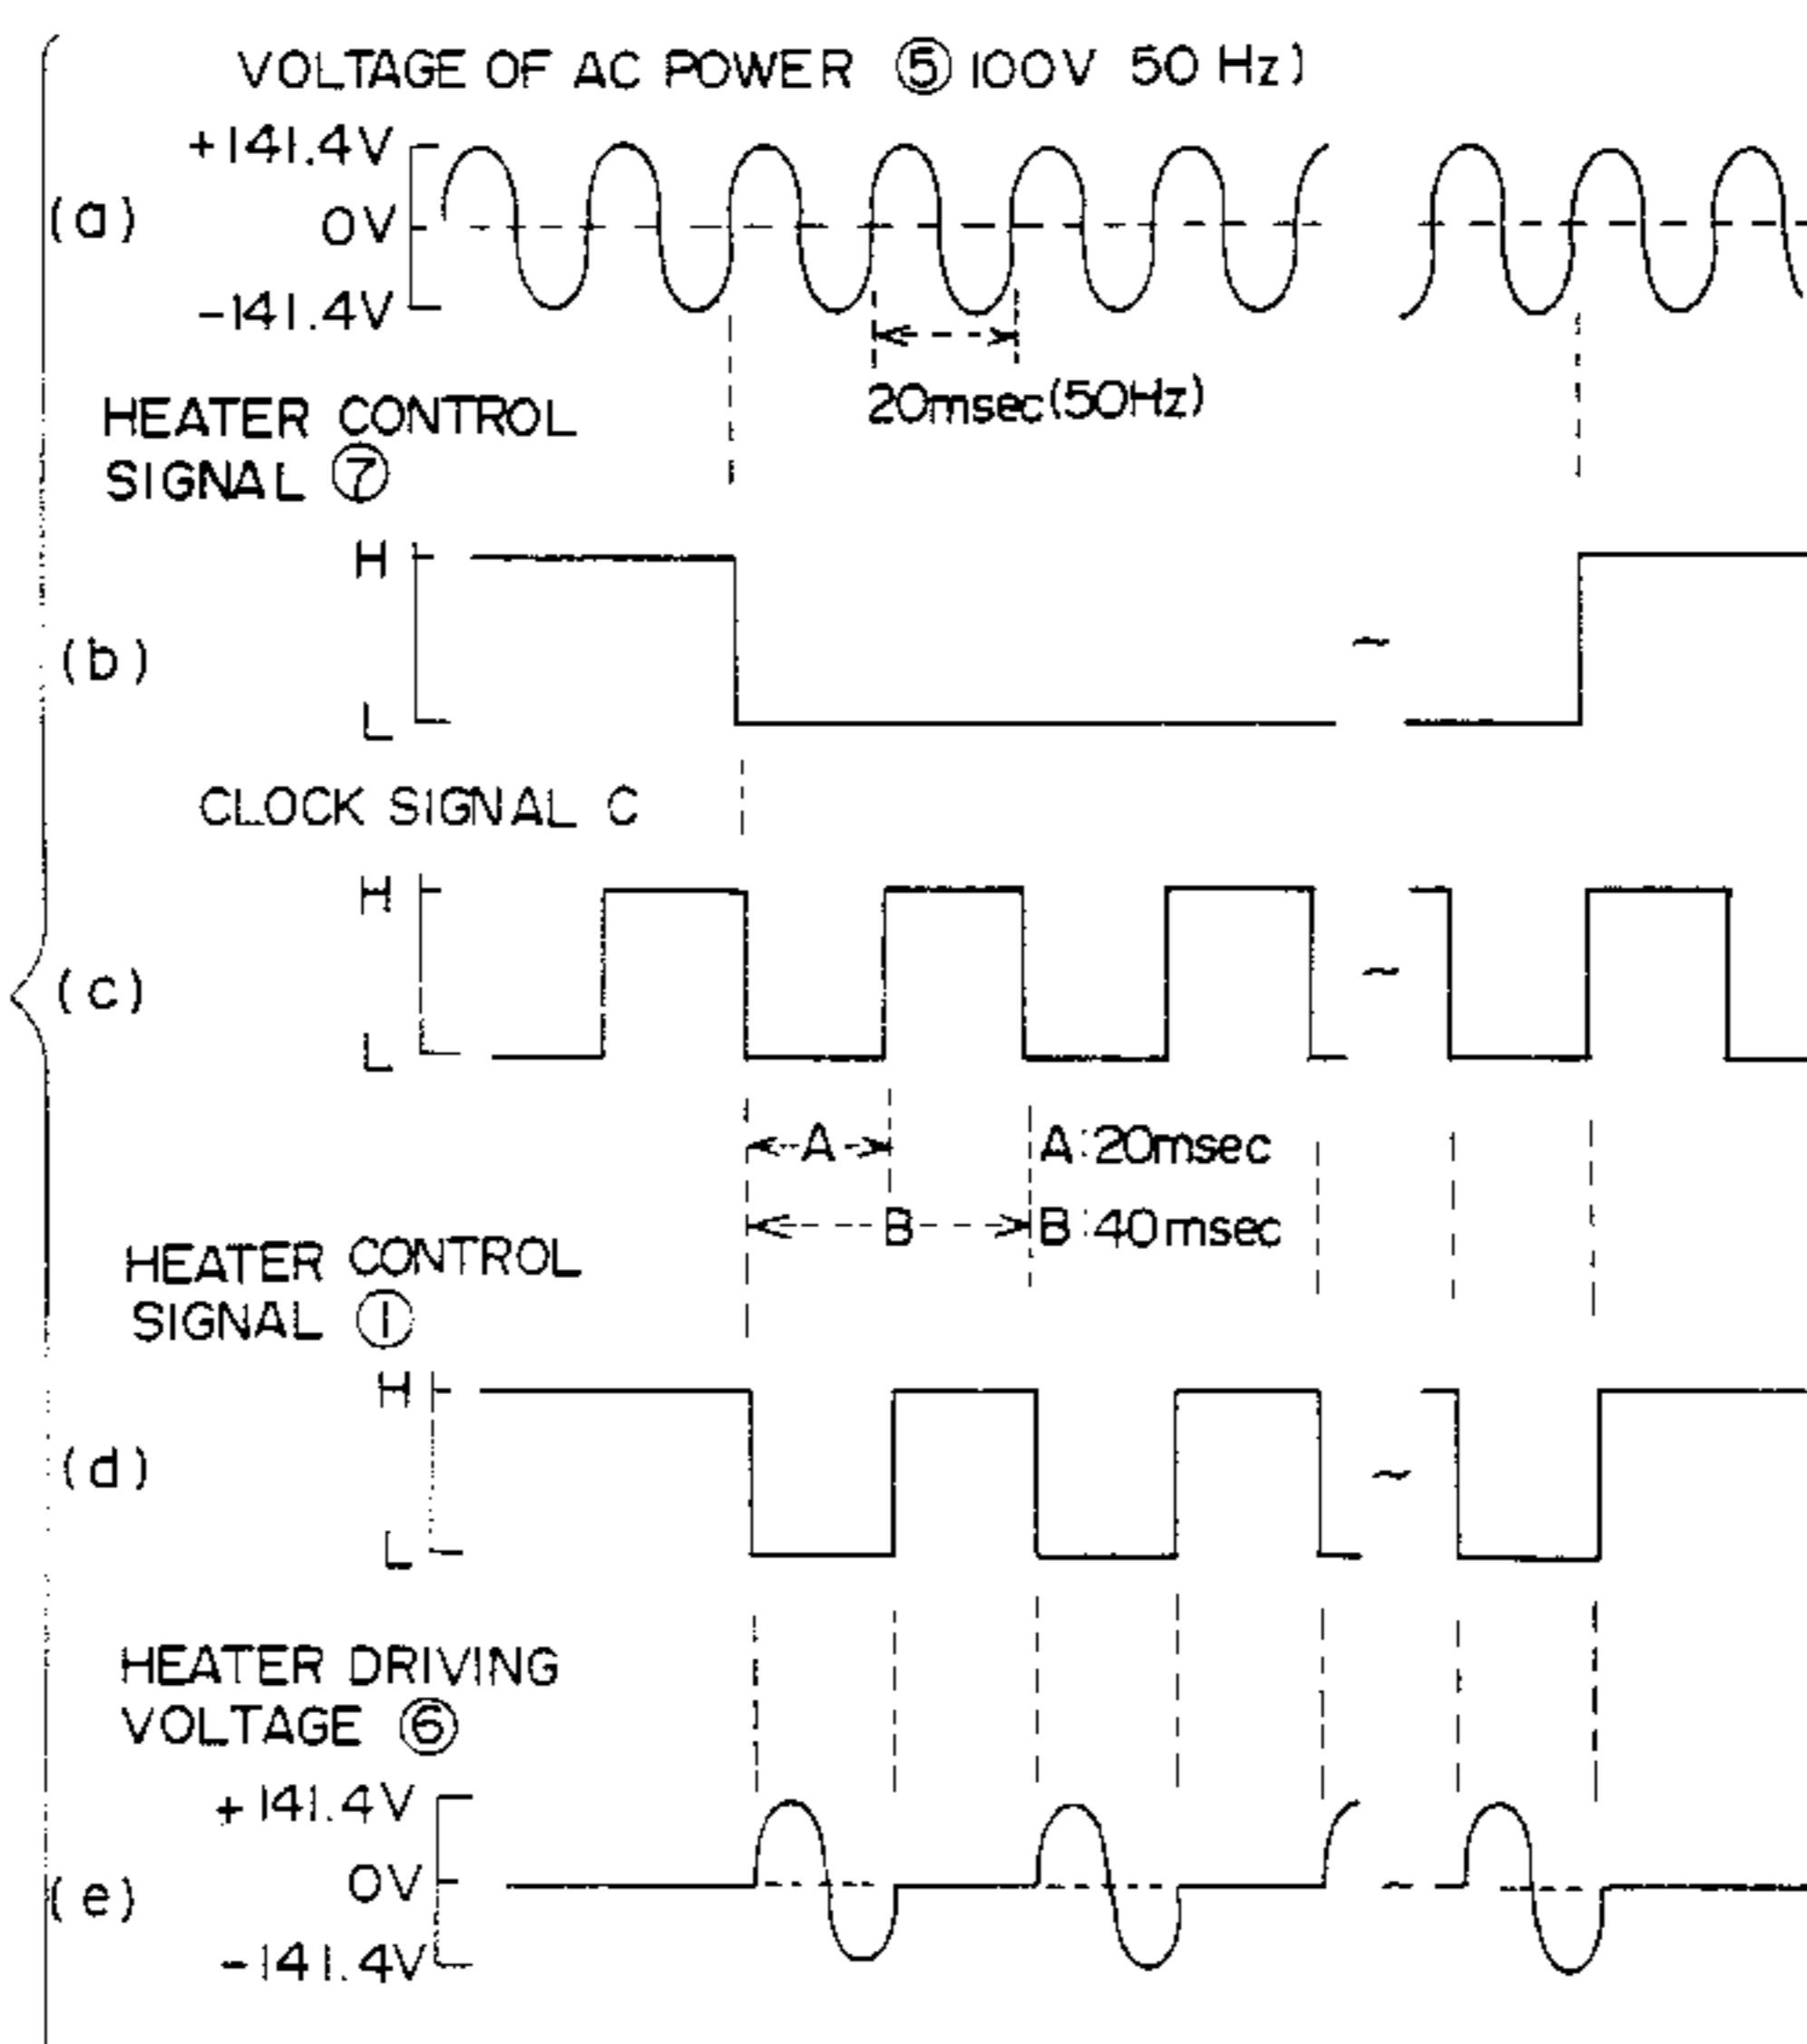 VOLTAGE OF AC POWER ⑤ 100V 50 Hz)
+141.4V
(a)
0V
-141.4V
20msec(50Hz)
HEATER CONTROL
SIGNAL ⑦
H
(b)
~
L
CLOCK SIGNAL C
H
(c)
~
L
A
A:20msec
B
B:40msec
HEATER CONTROL
SIGNAL ①
H
(d)
~
L
HEATER DRIVING
VOLTAGE ⑥
+141.4V
0V
(e)
~
-141.4V